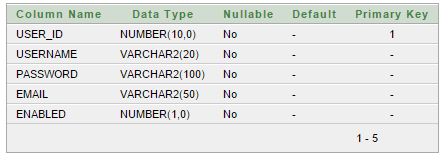 Column Name Data Type Nullable Default Primary Key
USER_ID NUMBER(10,0) No - 1
USERNAME VARCHAR2(20) No - -
PASSWORD VARCHAR2(100) No - -
EMAIL VARCHAR2(50) No - -
ENABLED NUMBER(1,0) No - -
1 - 5